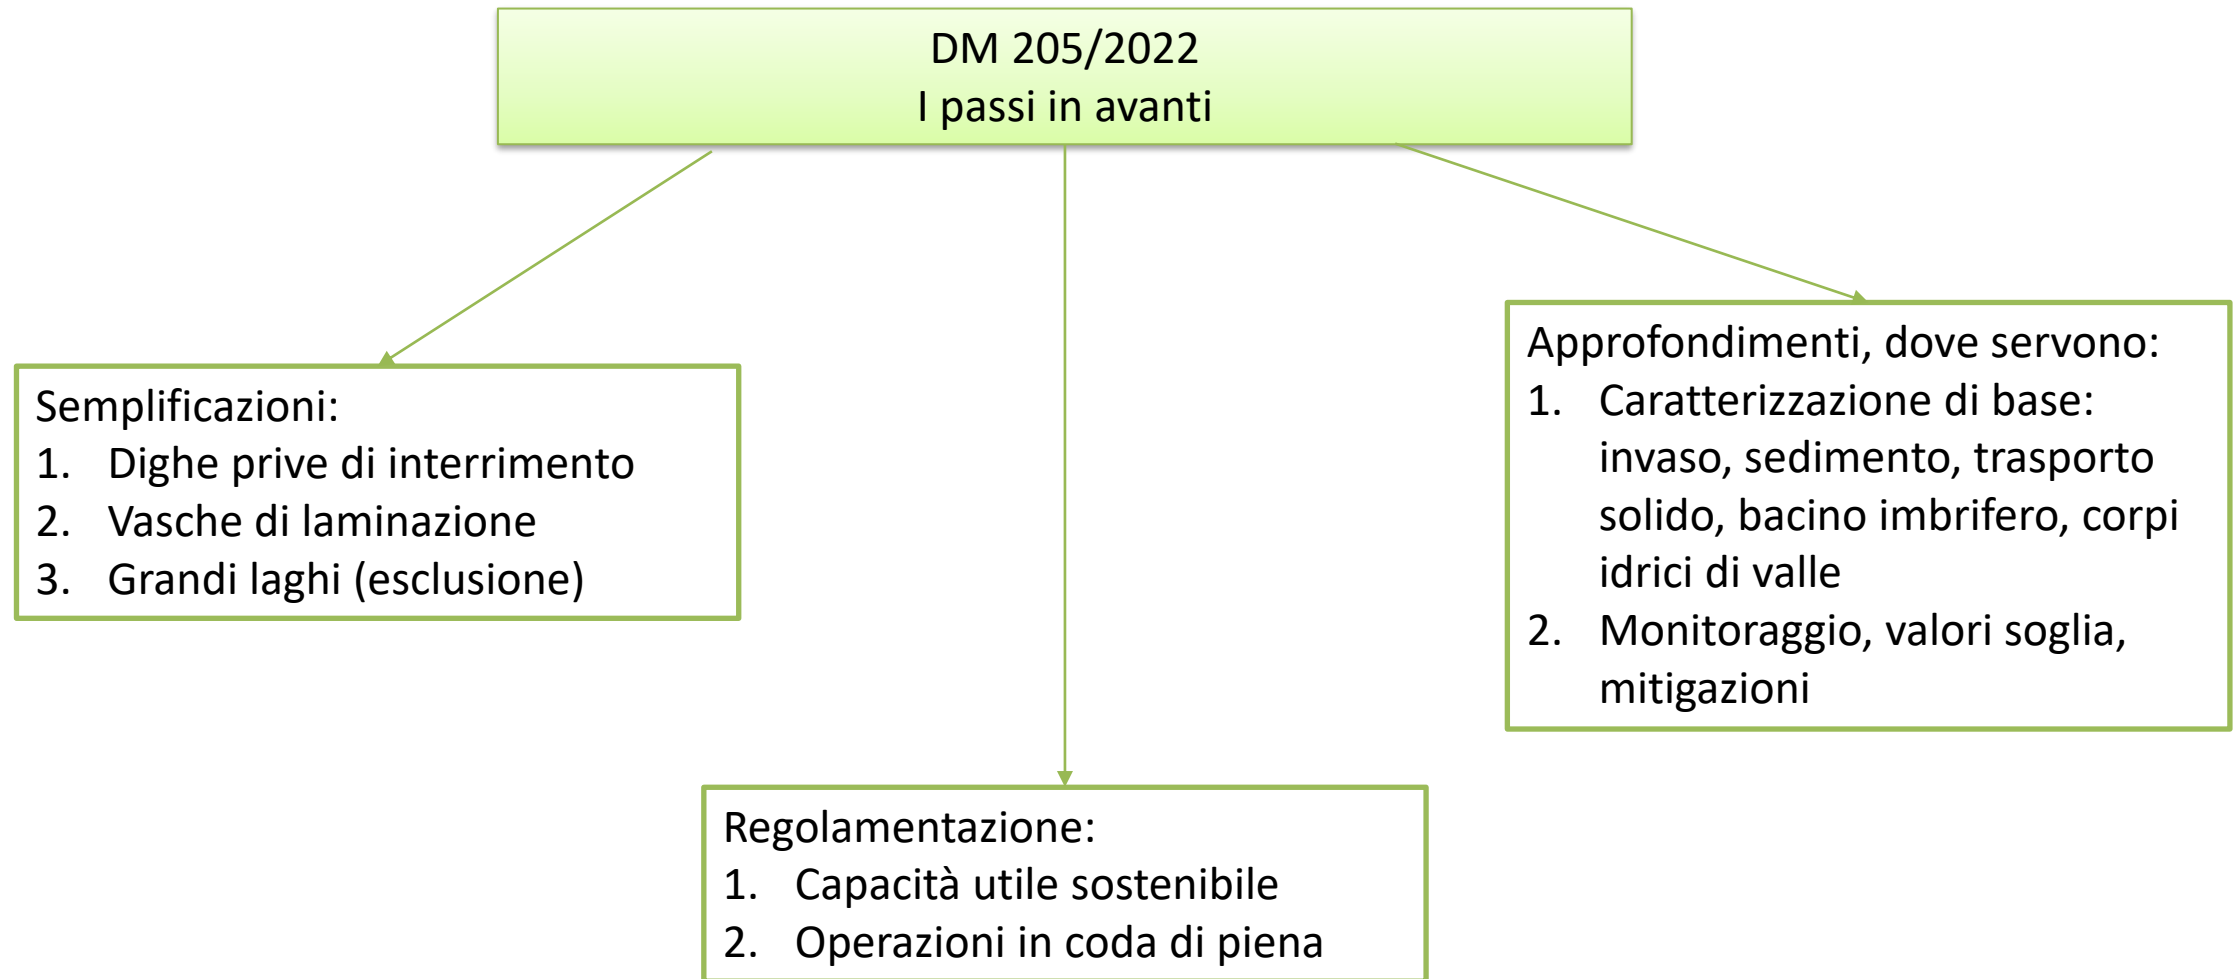 DM 205/2022
I passi in avanti
Semplificazioni:
1. Dighe prive di interrimento
2. Vasche di laminazione
3. Grandi laghi (esclusione)
Approfondimenti, dove servono:
1. Caratterizzazione di base:
invaso, sedimento, trasporto
solido, bacino imbrifero, corpi
idrici di valle
2. Monitoraggio, valori soglia,
mitigazioni
Regolamentazione:
1. Capacità utile sostenibile
2. Operazioni in coda di piena